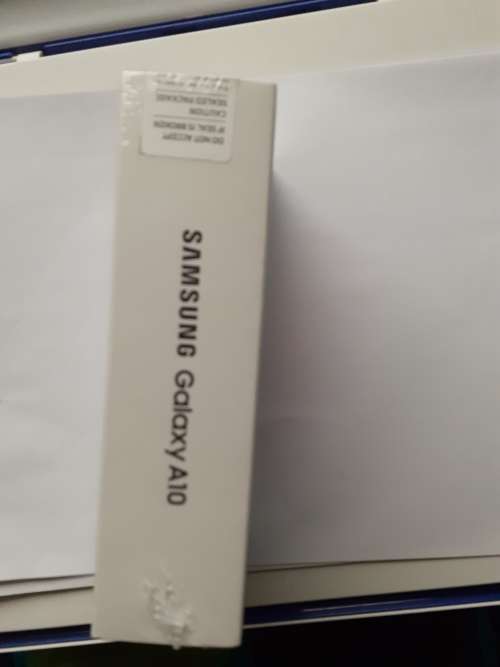 SAMSUNG Galaxy A10
SEALED PACKAGE
CAUTION
IF SEAL IS BROKEN
DO NOT ACCEPT